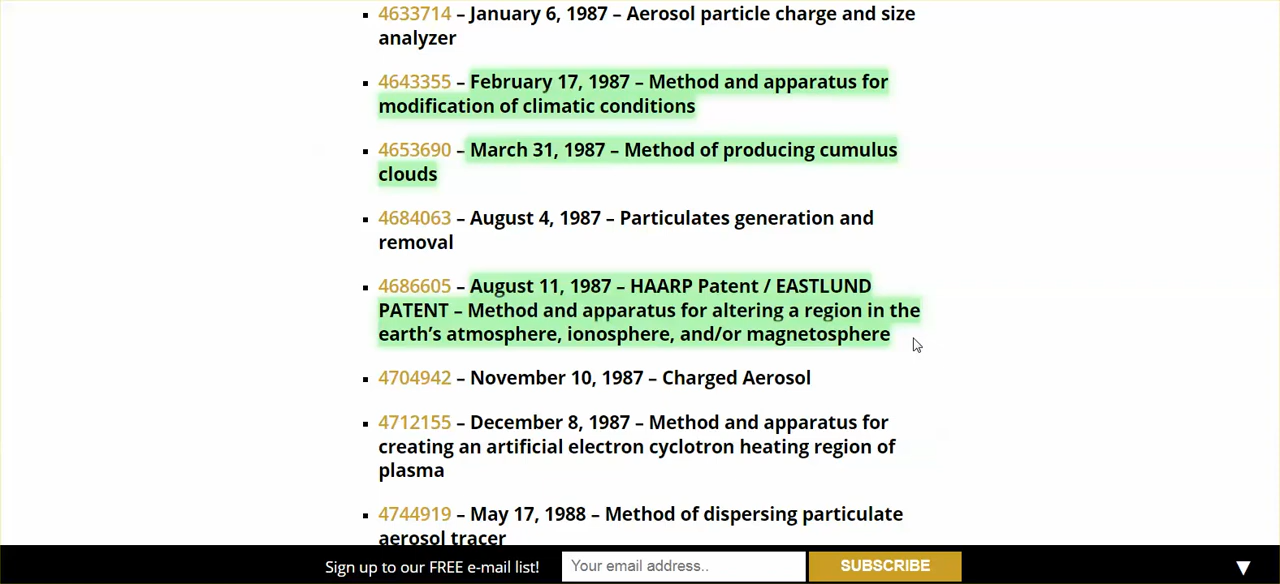 4633714 – January 6, 1987 – Aerosol particle charge and size
analyzer
4643355 – February 17, 1987 – Method and apparatus for
modification of climatic conditions
4653690 – March 31, 1987 – Method of producing cumulus
clouds
4684063 – August 4, 1987 – Particulates generation and
removal
4686605 – August 11, 1987 – HAARP Patent / EASTLUND
PATENT – Method and apparatus for altering a region in the
earth’s atmosphere, ionosphere, and/or magnetosphere
4704942 – November 10, 1987 – Charged Aerosol
4712155 – December 8, 1987 – Method and apparatus for
creating an artificial electron cyclotron heating region of
plasma
4744919 – May 17, 1988 – Method of dispersing particulate
aerosol tracer
Sign up to our FREE e-mail list! Your email address.. SUBSCRIBE